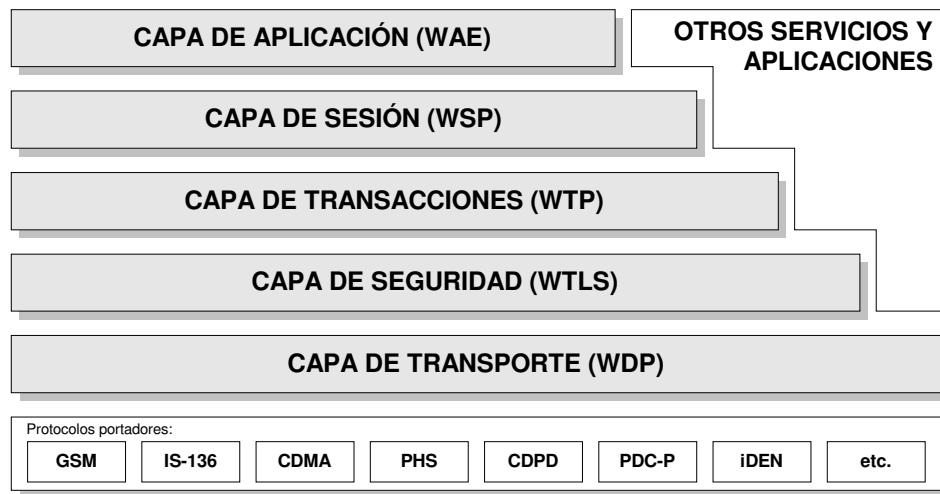 CAPA DE APLICACIÓN (WAE)
OTROS SERVICIOS Y
APLICACIONES
CAPA DE SESIÓN (WSP)
CAPA DE TRANSACCIONES (WTP)
CAPA DE SEGURIDAD (WTLS)
CAPA DE TRANSPORTE (WDP)
Protocolos portadores:
GSM
IS-136
CDMA
PHS
CDPD
PDC-P
iDEN
etc.